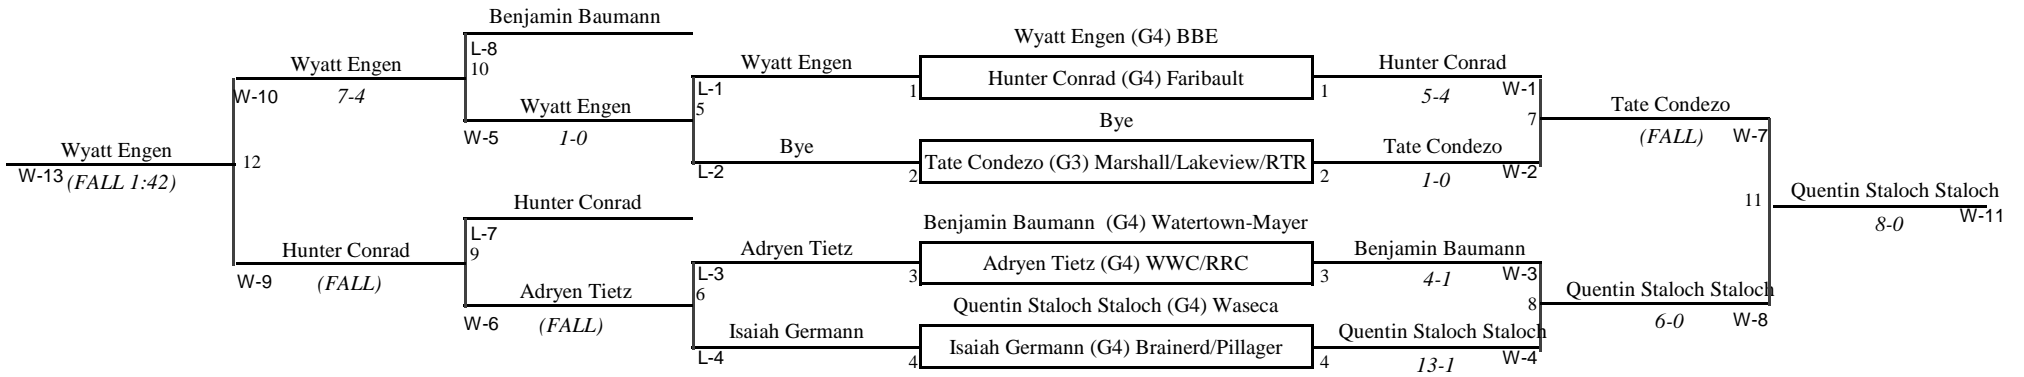 Benjamin Baumann
Wyatt Engen (G4) BBE
L-8
10
Wyatt Engen
Wyatt Engen
Hunter Conrad (G4) Faribault
Hunter Conrad
W-10
7-4
L-1
1
1
5-4
W-1
Wyatt Engen
5
Bye
7
Tate Condezo
W-5
1-0
(FALL)
W-7
Wyatt Engen
12
Bye
Tate Condezo (G3) Marshall/Lakeview/RTR
Tate Condezo
W-13
(FALL 1:42)
L-2
2
2
1-0
W-2
Hunter Conrad
11
Quentin Staloch Staloch
8-0
W-11
L-7
Benjamin Baumann (G4) Watertown-Mayer
Hunter Conrad
9
Adryen Tietz
Adryen Tietz (G4) WWC/RRC
Benjamin Baumann
W-9
(FALL)
L-3
3
3
4-1
W-3
Adryen Tietz
6
Quentin Staloch Staloch (G4) Waseca
8
Quentin Staloch Staloch
W-6
(FALL)
6-0
W-8
Isaiah Germann
Isaiah Germann (G4) Brainerd/Pillager
Quentin Staloch Staloch
L-4
4
4
13-1
W-4